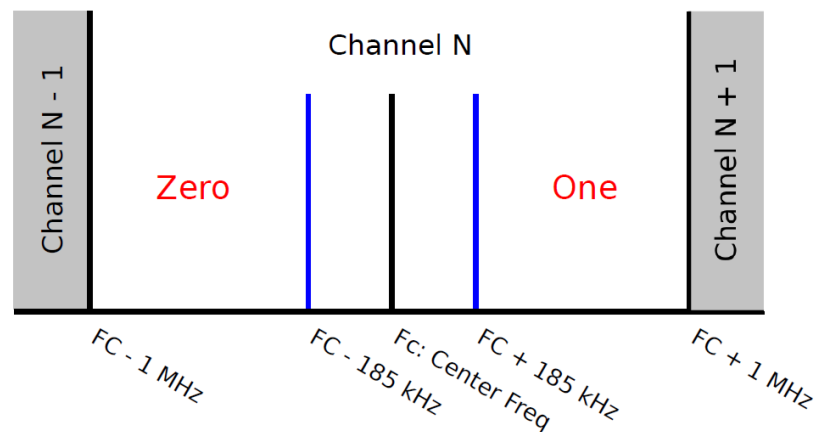 Channel N
Channel N - 1
Zero
One
Channel N + 1
FC - 1 MHz
FC - 185 kHz
Fc: Center Freq
FC + 185 kHz
FC + 1 MHz